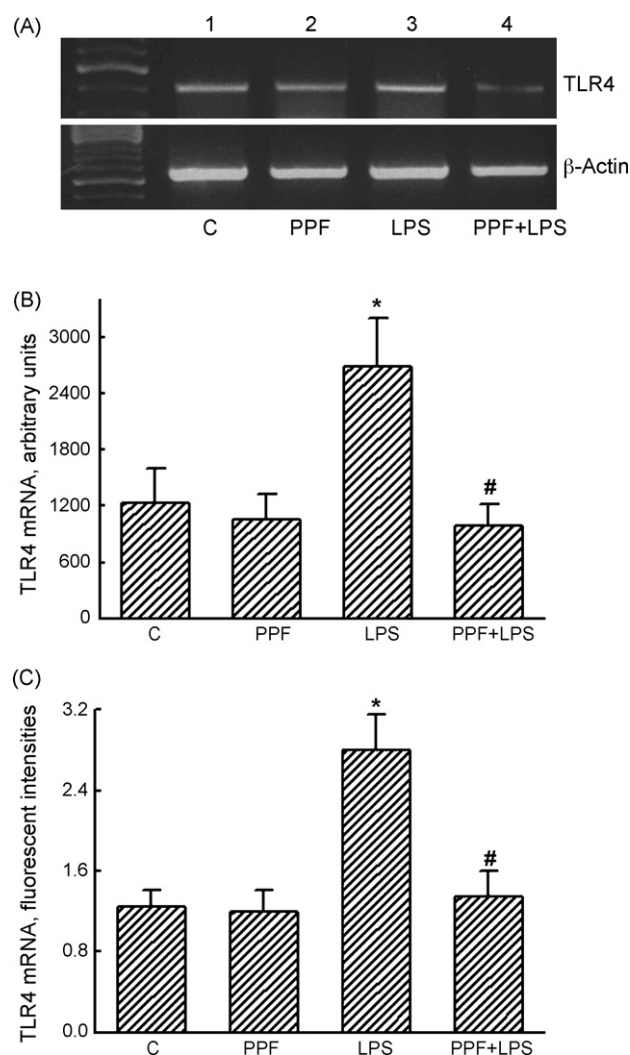 (A)
1 2 3 4
TLR4
β-Actin
C PPF LPS PPF+LPS
(B)
TLR4 mRNA, arbitrary units
3000
2400
1800
1200
600
0
*
#
C PPF LPS PPF+LPS
(C)
TLR4 mRNA, fluorescent intensities
3.2
2.4
1.6
0.8
0.0
*
#
C PPF LPS PPF+LPS